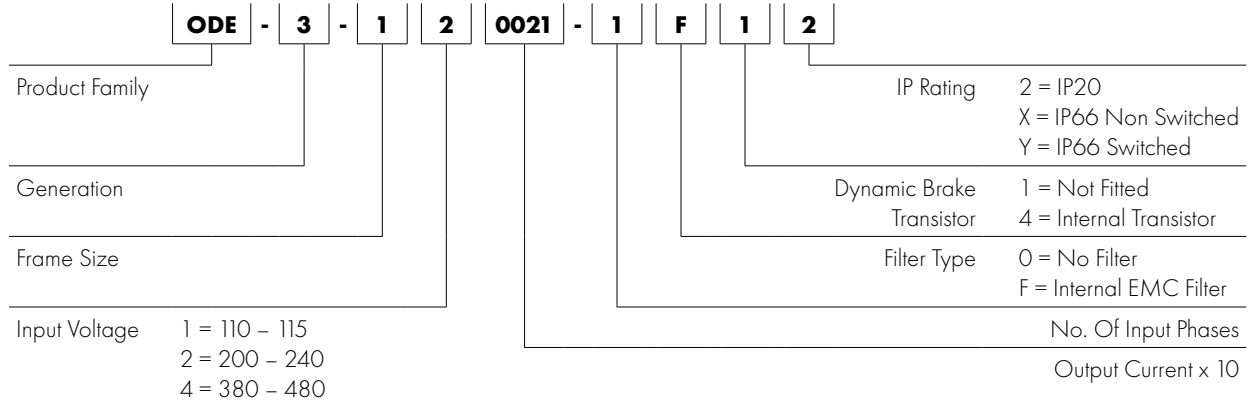 ODE - 3 - 1 2 0021 - 1 F 1 2
Product Family
Generation
Frame Size
Input Voltage 1 = 110 – 115
2 = 200 – 240
4 = 380 – 480
IP Rating 2 = IP20
X = IP66 Non Switched
Y = IP66 Switched
Dynamic Brake 1 = Not Fitted
Transistor 4 = Internal Transistor
Filter Type 0 = No Filter
F = Internal EMC Filter
No. Of Input Phases
Output Current x 10